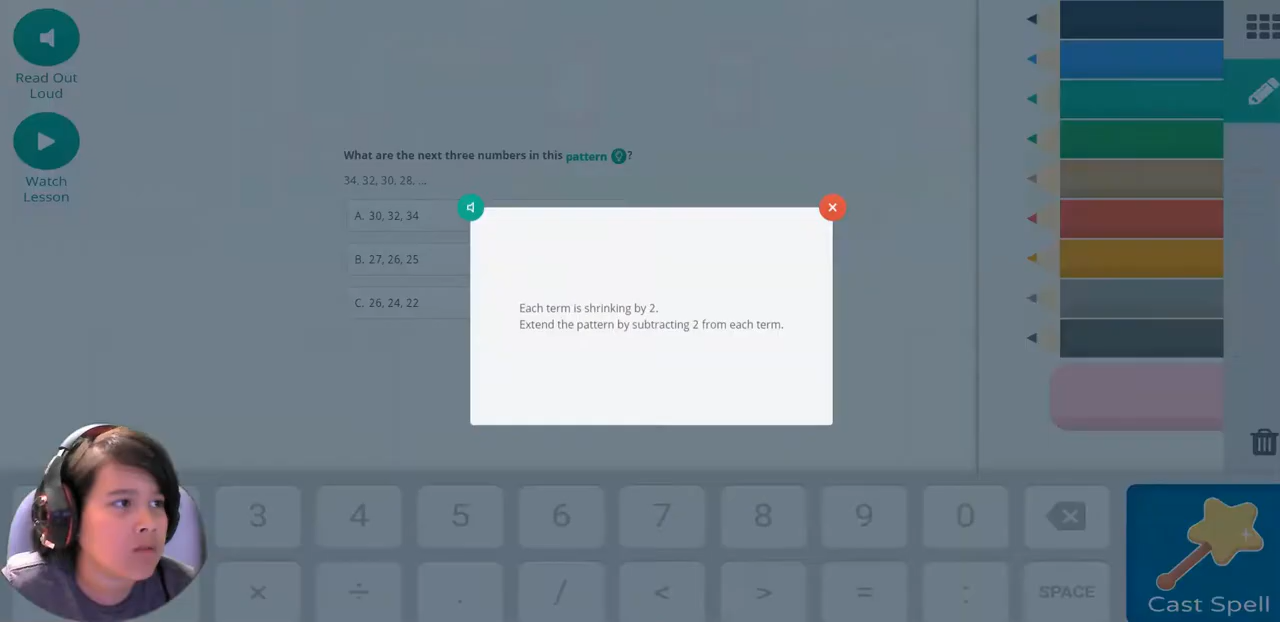 Read Out
Loud
Watch
Lesson
What are the next three numbers in this pattern ?
34, 32, 30, 28, ...
A. 30, 32, 34
B. 27, 26, 25
C. 26, 24, 22
Each term is shrinking by 2.
Extend the pattern by subtracting 2 from each term.
3 4 5 6 7 8 9 0
× ÷ . / < > = : SPACE
Cast Spell